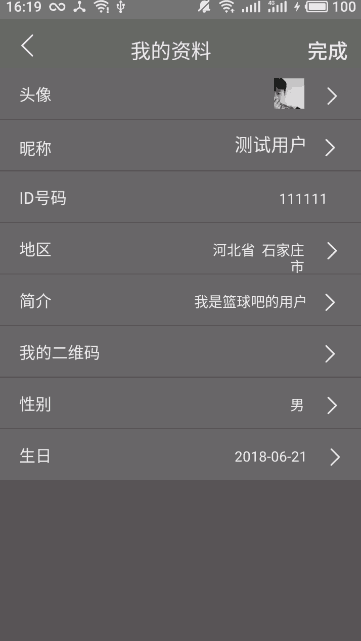 16:19 100
我的资料 完成
头像
昵称 测试用户
ID号码 111111
地区 河北省 石家庄
市
简介 我是篮球吧的用户
我的二维码
性别 男
生日 2018-06-21